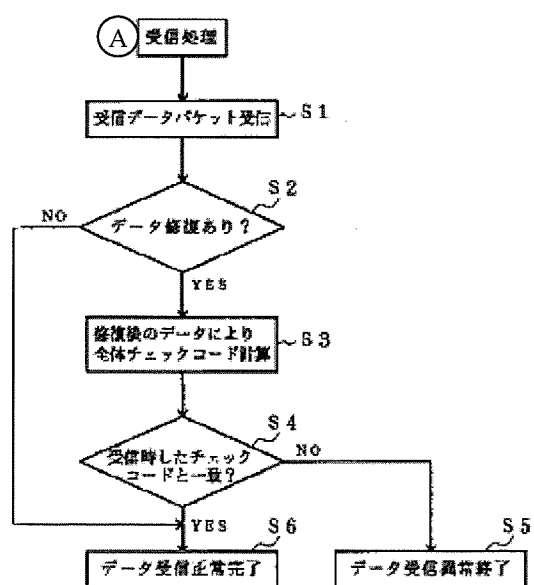 A 受信処理
受信データパケット受信 S1
S2
NO
データ修復あり？
YES
修復後のデータにより S3
全体チェックコード計算
S4
受信時したチェック NO
コードと一致？
YES S6 S5
データ受信正常完了 データ受信異常終了